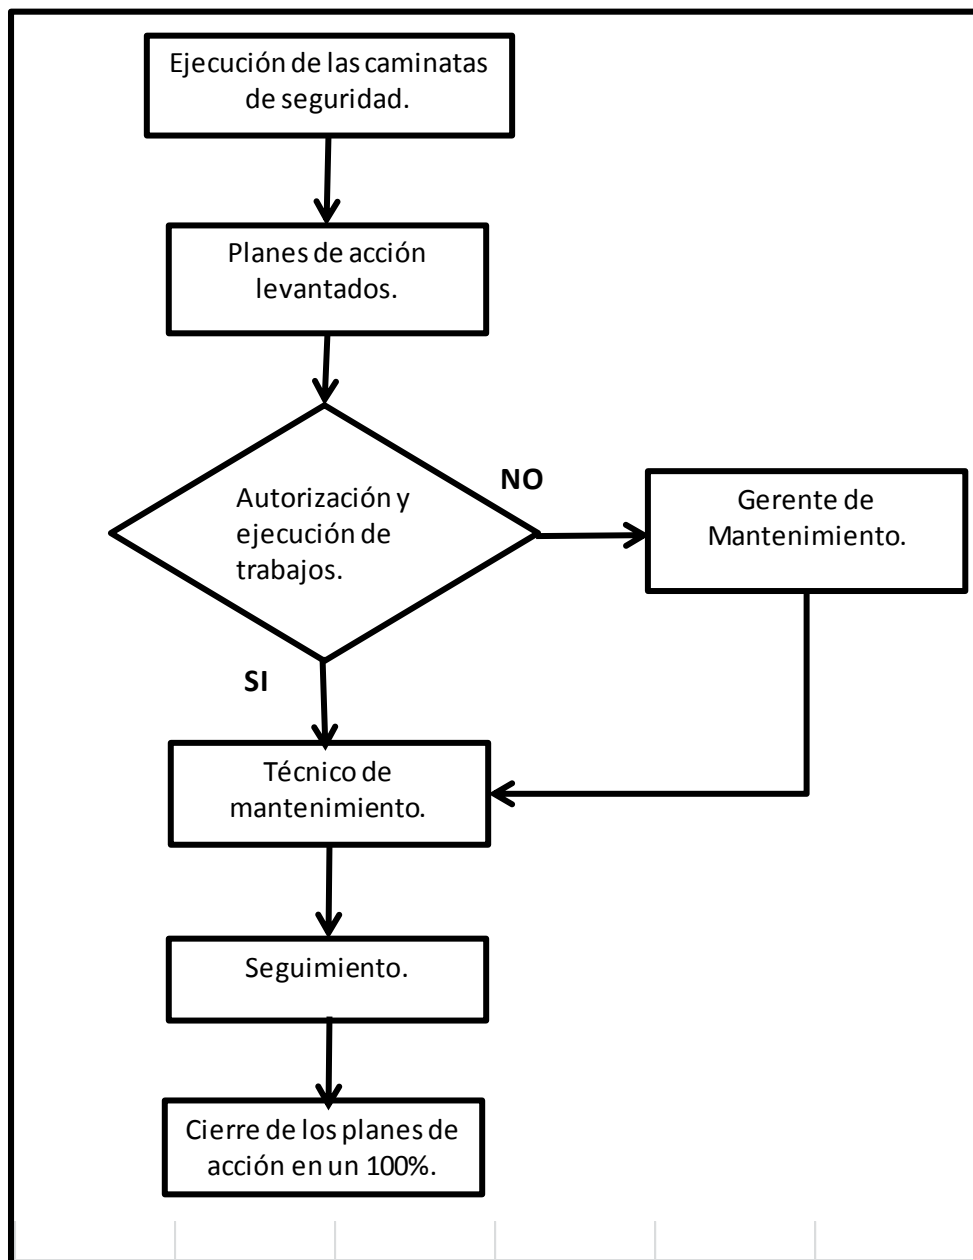 Ejecución de las caminatas
de seguridad.
Planes de acción
levantados.
Autorización y
ejecución de
trabajos.
NO
Gerente de
Mantenimiento.
SI
Técnico de
mantenimiento.
Seguimiento.
Cierre de los planes de
acción en un 100%.